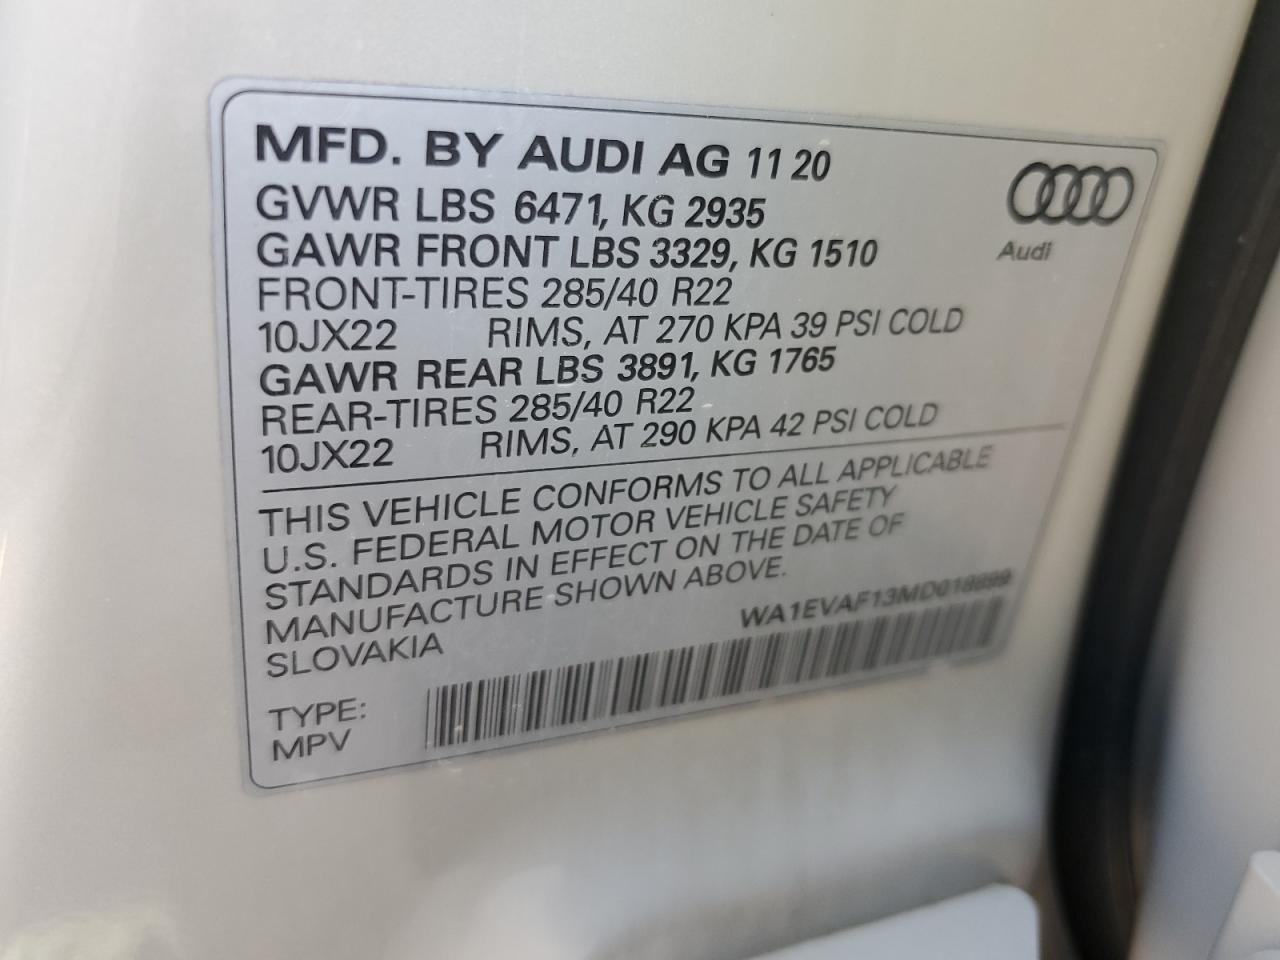 MFD. BY AUDI AG 11 20
GVWR LBS 6471, KG 2935
GAWR FRONT LBS 3329, KG 1510
FRONT-TIRES 285/40 R22
10JX22 RIMS, AT 270 KPA 39 PSI COLD
GAWR REAR LBS 3891, KG 1765
REAR-TIRES 285/40 R22
10JX22 RIMS, AT 290 KPA 42 PSI COLD
Audi
THIS VEHICLE CONFORMS TO ALL APPLICABLE
U.S. FEDERAL MOTOR VEHICLE SAFETY
STANDARDS IN EFFECT ON THE DATE OF
MANUFACTURE SHOWN ABOVE.
SLOVAKIA
TYPE:
MPV